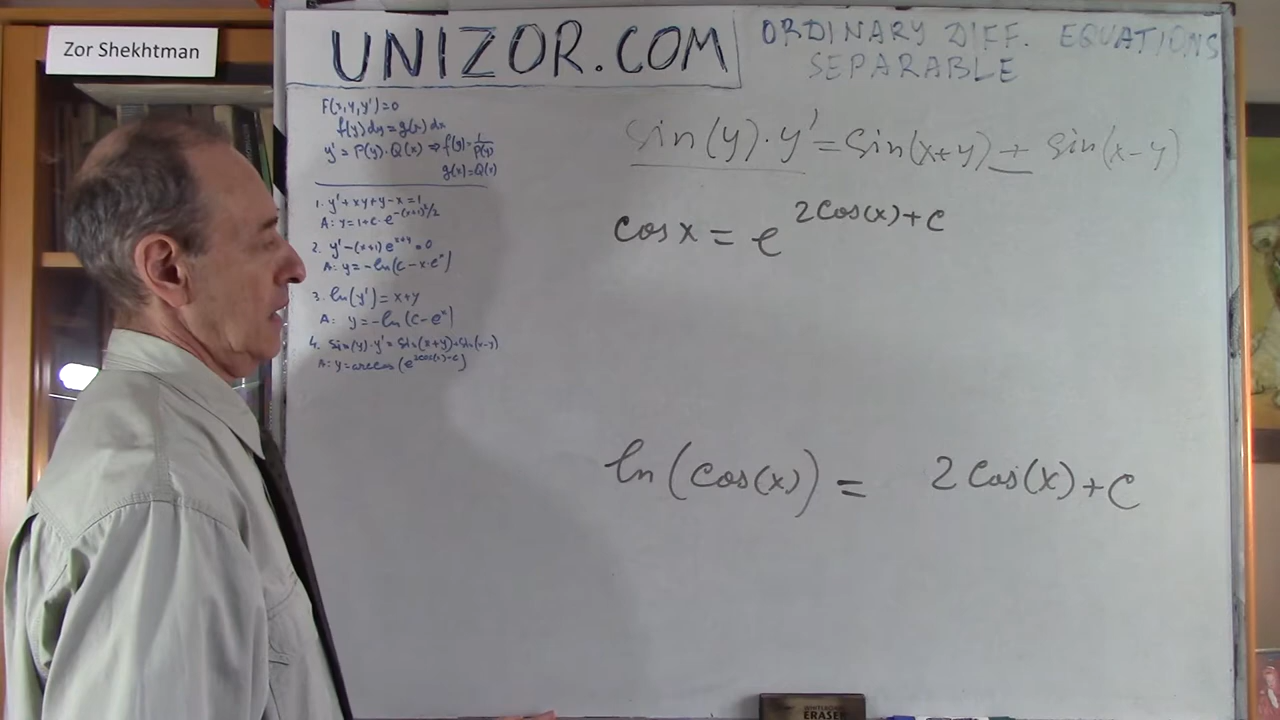 Zor Shekhtman
UNIZOR.COM
ORDINARY DIFF. EQUATIONS
SEPARABLE
F(x,y,y')=0
f(y)dy=g(x)dx
y'=P(y)·Q(x) ⇒ f(y)=1/P(y)
g(x)=Q(x)
1. y'+xy+y-x=1
A: y=1+C·e^{-(x+1)²/2}
2. y'-(x+1)e^{x+y}=0
A: y=-ln(C-x·e^x)
3. ln(y')=x+y
A: y=-ln(C-e^x)
4. sin(y)·y'=sin(x+y)+sin(x-y)
A: y=arccos(e^{2cos(x)+C})
sin(y)·y'=sin(x+y)+sin(x-y)
cos x = e^{2cos(x)+C}
ln(cos(x)) = 2cos(x)+C
ERASER